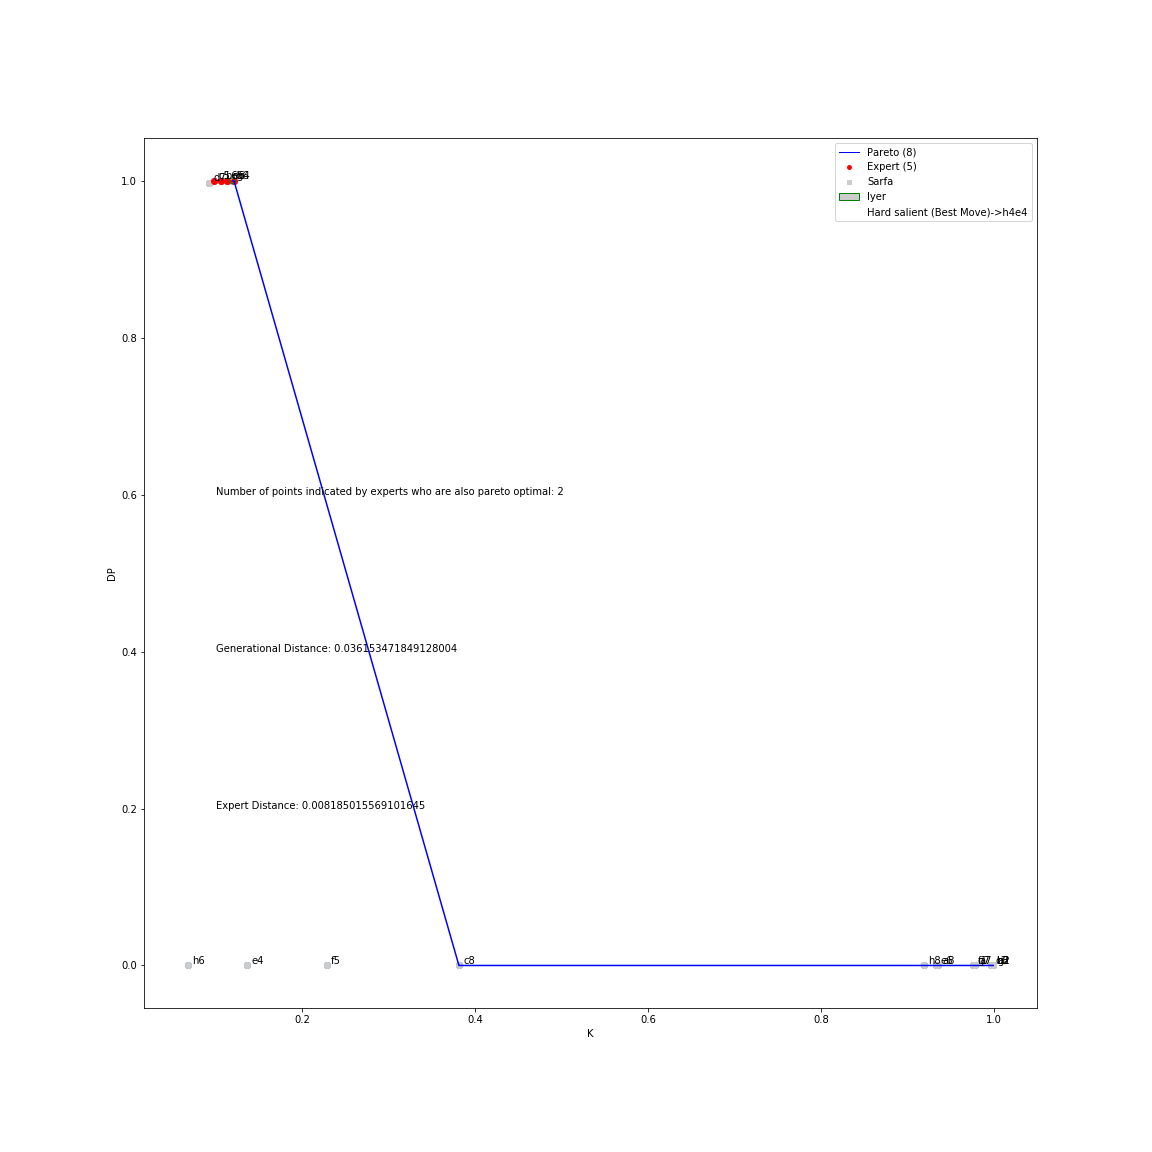 Pareto (8)
Expert (5)
Sarfa
Iyer
Hard salient (Best Move)->h4e4
1.0
0.8
Number of points indicated by experts who are also pareto optimal: 2
0.6
DP
Generational Distance: 0.036153471849128004
0.4
Expert Distance: 0.008185015569101645
0.2
h6
e4
f5
c8
h8
0.0
0.2
0.4
0.6
0.8
1.0
K